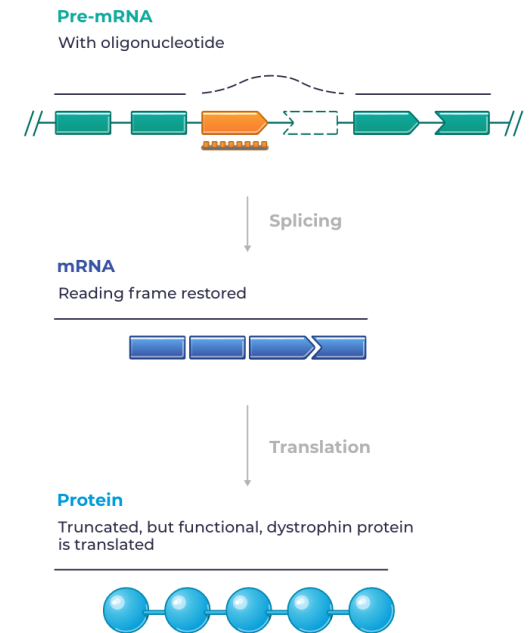 Pre-mRNA
With oligonucleotide
Splicing
mRNA
Reading frame restored
Translation
Protein
Truncated, but functional, dystrophin protein
is translated